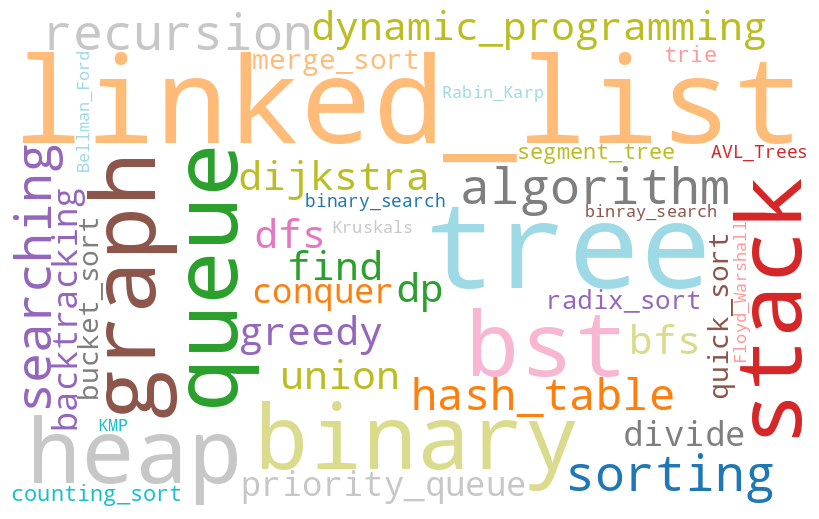 recursion
dynamic_programming
merge_sort
trie
linked_list
Bellman_Ford
Rabin_Karp
segment_tree
AVL_Trees
searching
backtracking
bucket_sort
graph
queue
dijkstra
algorithm
binary_search
binray_search
dfs
Kruskals
tree
stack
find
conquer
dp
radix_sort
quick_sort
Floyd_Warshall
greedy
bst
bfs
union
hash_table
heap
KMP
binary
divide
counting_sort
priority_queue
sorting